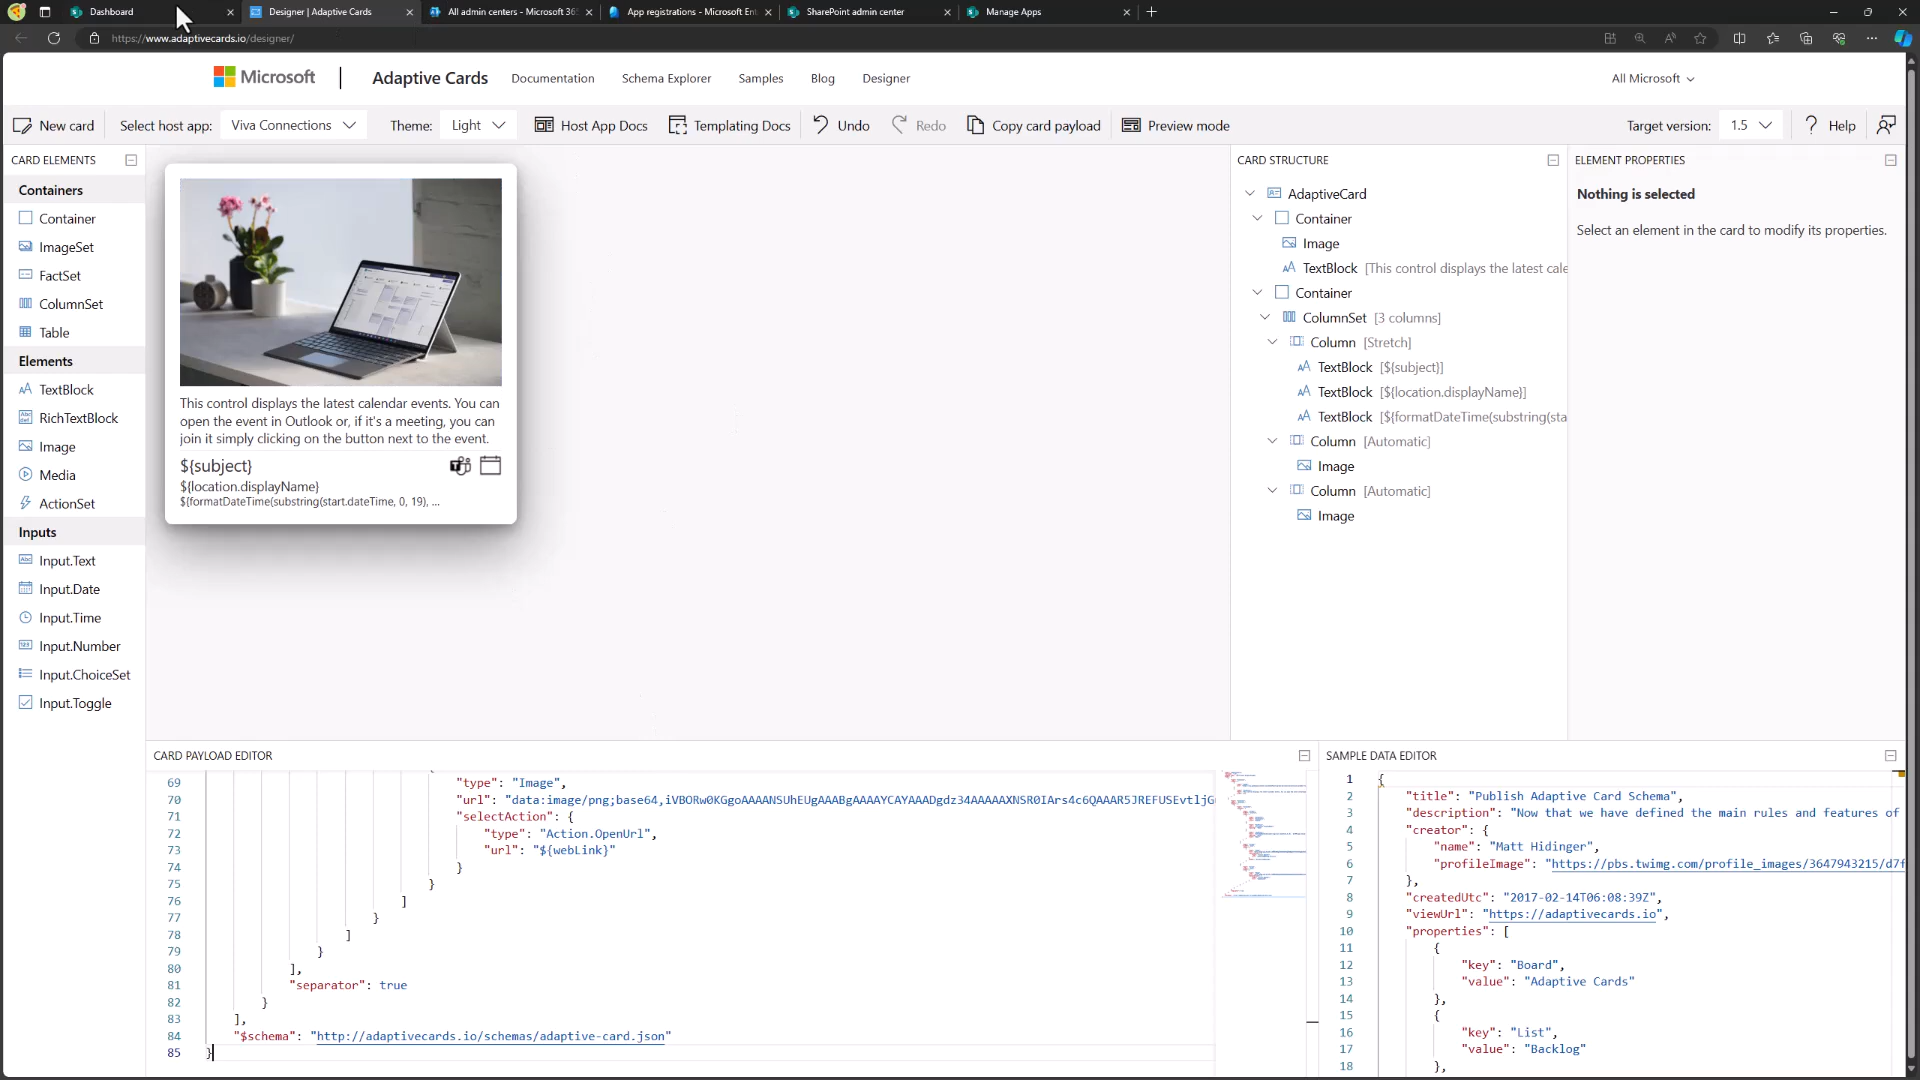 Dashboard
Designer | Adaptive Cards
All admin centers - Microsoft 36
App registrations - Microsoft Ent
SharePoint admin center
Manage Apps
https://www.adaptivecards.io/designer/
Microsoft
Adaptive Cards
Documentation
Schema Explorer
Samples
Blog
Designer
All Microsoft
New card
Select host app:
Viva Connections
Theme:
Light
Host App Docs
Templating Docs
Undo
Redo
Copy card payload
Preview mode
Target version:
1.5
Help
CARD ELEMENTS
Containers
Container
ImageSet
FactSet
ColumnSet
Table
Elements
TextBlock
RichTextBlock
Image
Media
ActionSet
Inputs
Input.Text
Input.Date
Input.Time
Input.Number
Input.ChoiceSet
Input.Toggle
This control displays the latest calendar events. You can
open the event in Outlook or, if it's a meeting, you can
join it simply clicking on the button next to the event.
${subject}
${location.displayName}
${formatDateTime(substring(start.dateTime, 0, 19), ...
CARD STRUCTURE
AdaptiveCard
Container
Image
TextBlock [This control displays the latest cale
Container
ColumnSet [3 columns]
Column [Stretch]
TextBlock [${subject}]
TextBlock [${location.displayName}]
TextBlock [${formatDateTime(substring(sta
Column [Automatic]
Image
Column [Automatic]
Image
ELEMENT PROPERTIES
Nothing is selected
Select an element in the card to modify its properties.
CARD PAYLOAD EDITOR
69 "type": "Image",
70 "url": "data:image/png;base64,iVBORw0KGgoAAAANSUhEUgAAABgAAAAYCAYAAADgdz34AAAAAXNSR0IArs4c6QAAAR5JREFUSEvtljG
71 "selectAction": {
72 "type": "Action.OpenUrl",
73 "url": "${webLink}"
74 }
75 }
76 ]
77 }
78 ]
79 }
80 ],
81 "separator": true
82 }
83 ],
84 "$schema": "http://adaptivecards.io/schemas/adaptive-card.json"
85 }
SAMPLE DATA EDITOR
1 {
2 "title": "Publish Adaptive Card Schema",
3 "description": "Now that we have defined the main rules and features of
4 "creator": {
5 "name": "Matt Hidinger",
6 "profileImage": "https://pbs.twimg.com/profile_images/3647943215/d7f
7 },
8 "createdUtc": "2017-02-14T06:08:39Z",
9 "viewUrl": "https://adaptivecards.io",
10 "properties": [
11 {
12 "key": "Board",
13 "value": "Adaptive Cards"
14 },
15 {
16 "key": "List",
17 "value": "Backlog"
18 },